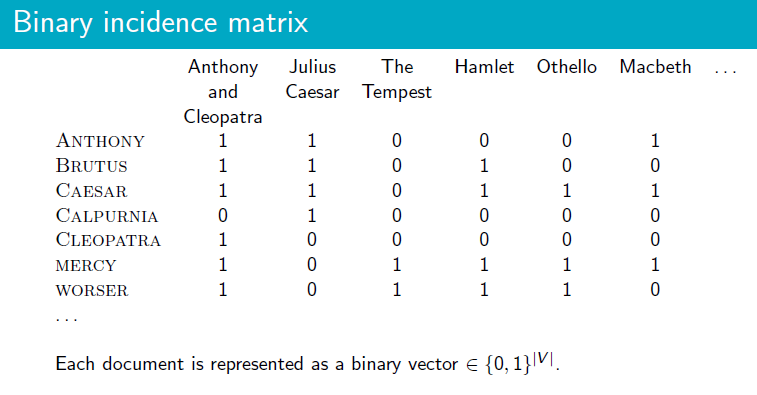 Binary incidence matrix
Anthony Julius The Hamlet Othello Macbeth ...
and Caesar Tempest
Cleopatra
ANTHONY 1 1 0 0 0 1
BRUTUS 1 1 0 1 0 0
CAESAR 1 1 0 1 1 1
CALPURNIA 0 1 0 0 0 0
CLEOPATRA 1 0 0 0 0 0
MERCY 1 0 1 1 1 1
WORSER 1 0 1 1 1 0
...
Each document is represented as a binary vector ∈ {0, 1}^|V|.